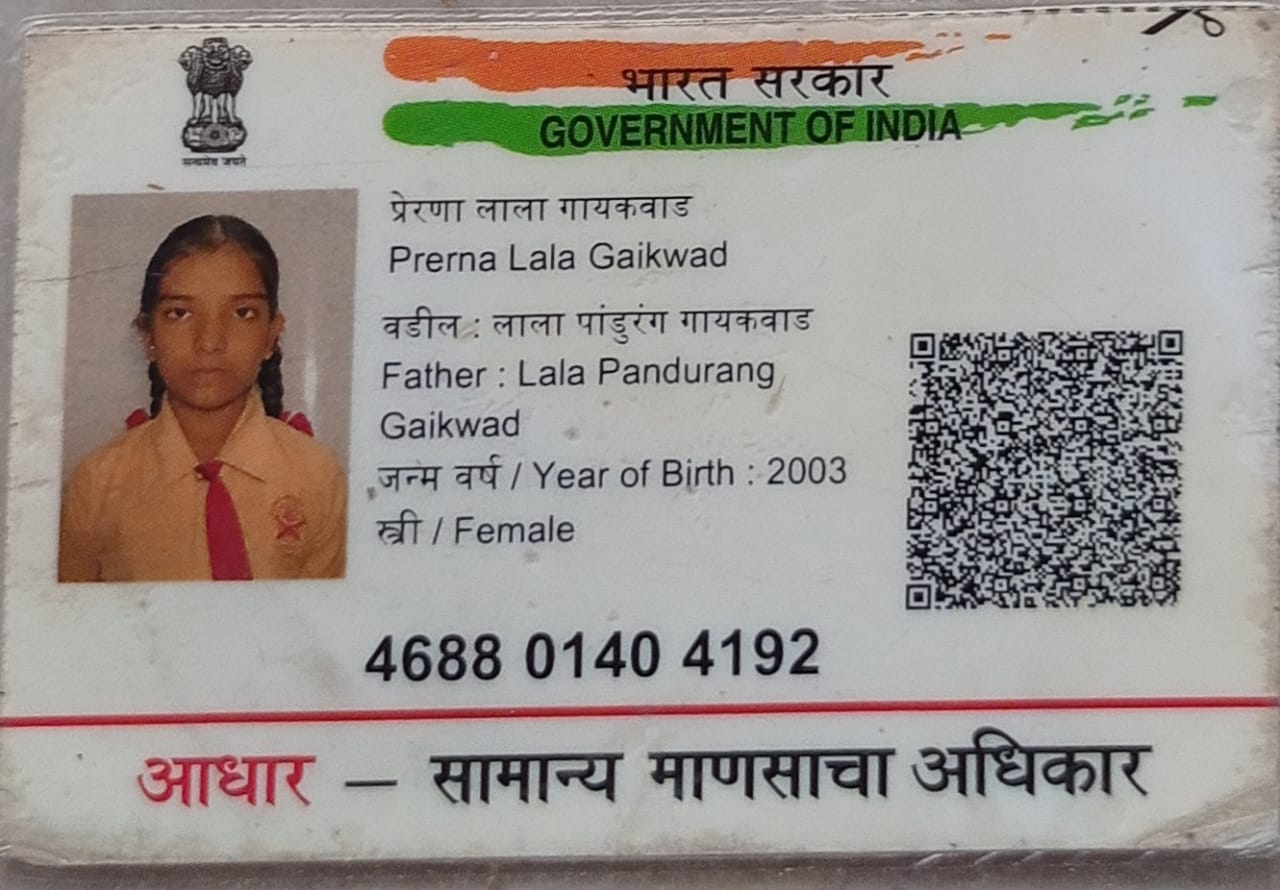 भारत सरकार
GOVERNMENT OF INDIA
सत्यमेव जयते
प्रेरणा लाला गायकवाड
Prerna Lala Gaikwad
वडील : लाला पांडुरंग गायकवाड
Father : Lala Pandurang
Gaikwad
जन्म वर्ष / Year of Birth : 2003
स्त्री / Female
4688 0140 4192
आधार – सामान्य माणसाचा अधिकार